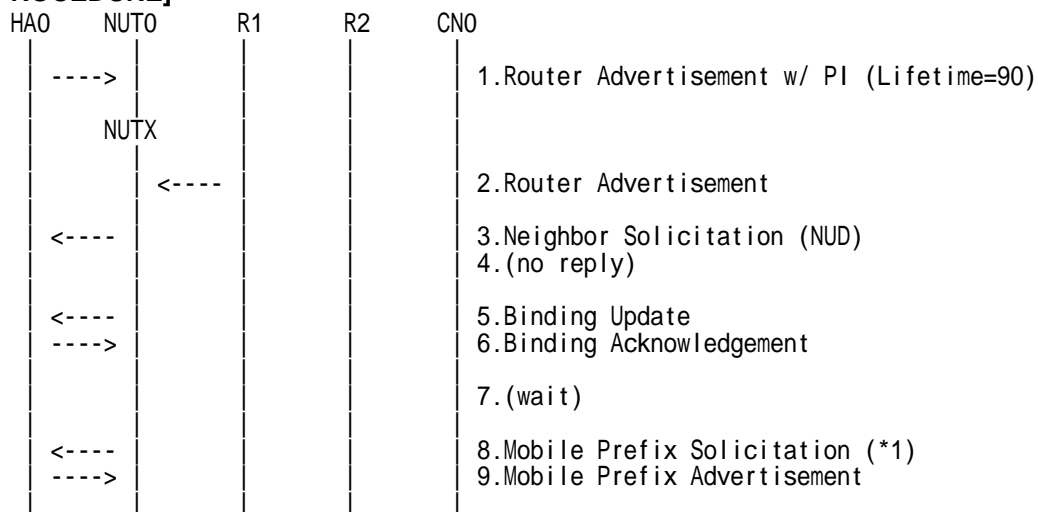 HA0 NUT0 R1 R2 CN0
----> 1.Router Advertisement w/ PI (Lifetime=90)
NUTX
<---- 2.Router Advertisement
<---- 3.Neighbor Solicitation (NUD)
4.(no reply)
<---- 5.Binding Update
----> 6.Binding Acknowledgement
7.(wait)
<---- 8.Mobile Prefix Solicitation (*1)
----> 9.Mobile Prefix Advertisement